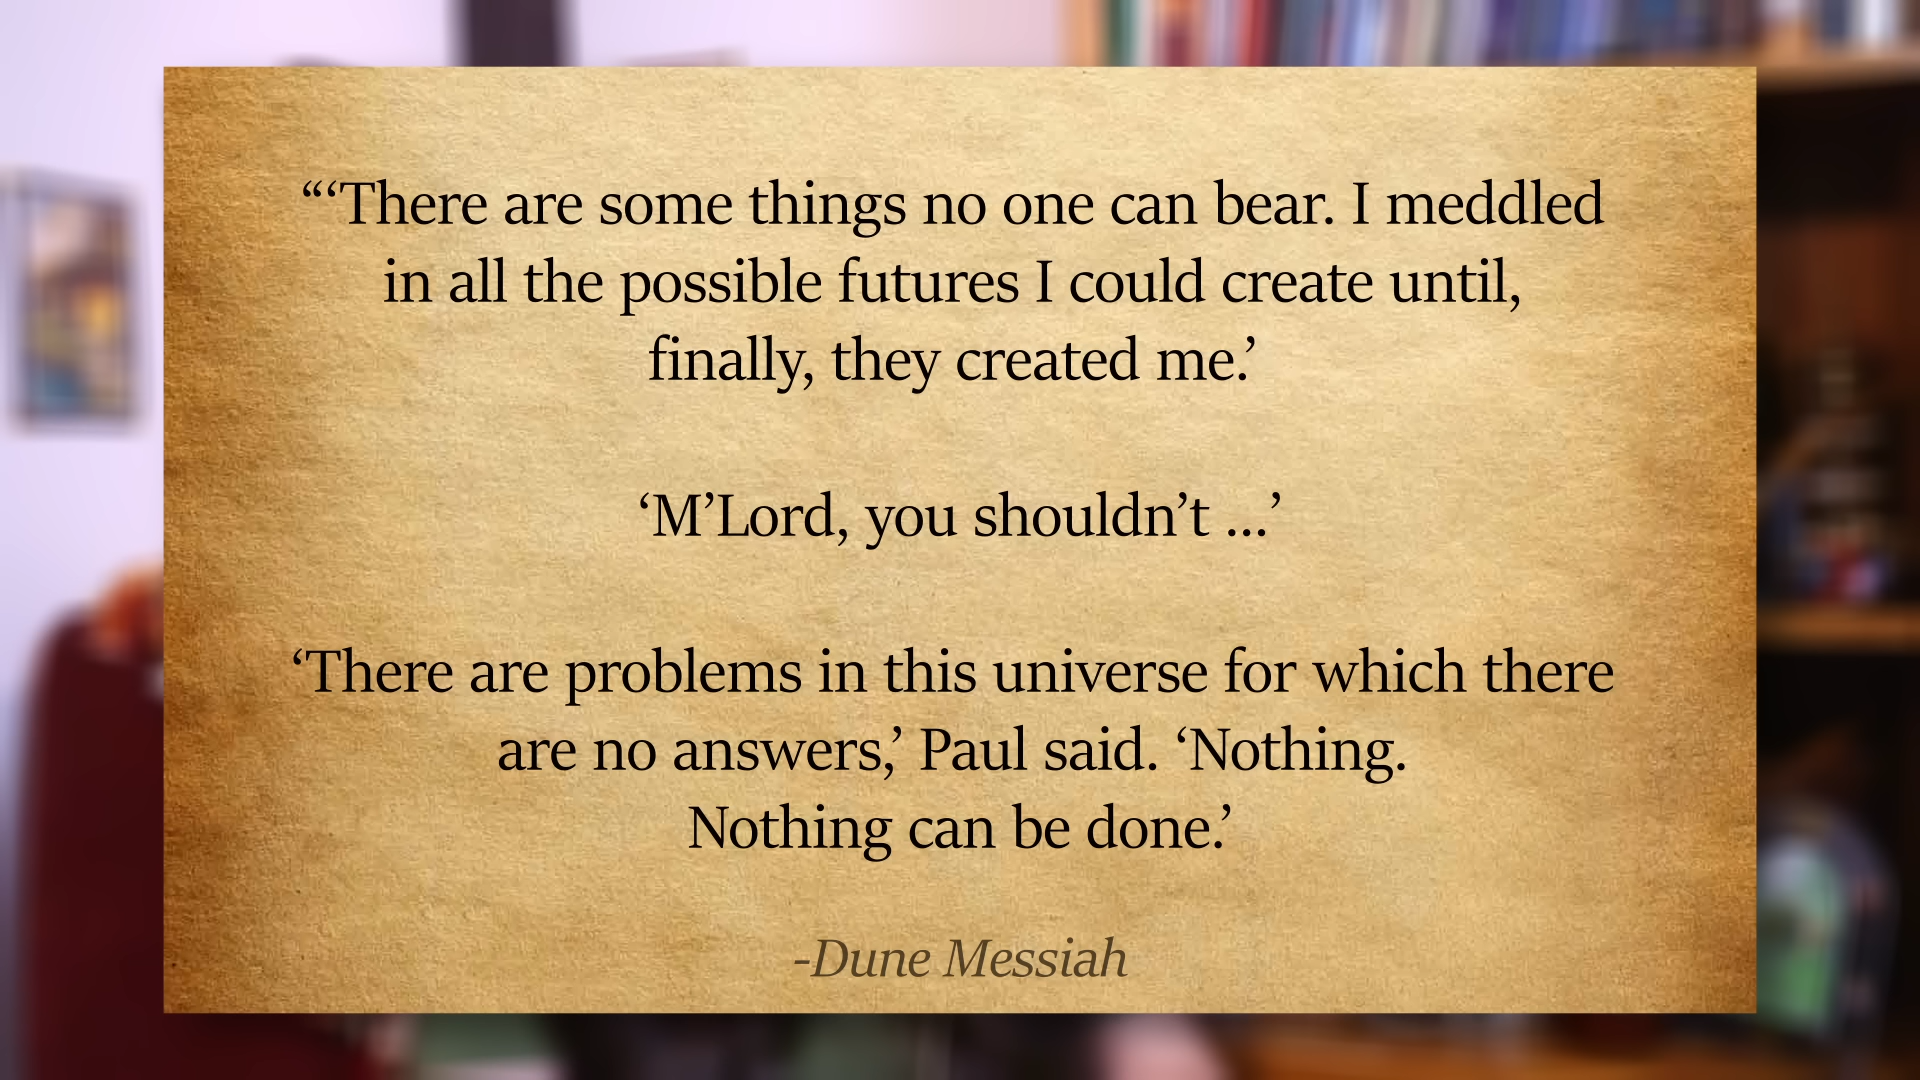 “‘There are some things no one can bear. I meddled
in all the possible futures I could create until,
finally, they created me.’
‘M’Lord, you shouldn’t ...’
‘There are problems in this universe for which there
are no answers,’ Paul said. ‘Nothing.
Nothing can be done.’
-Dune Messiah